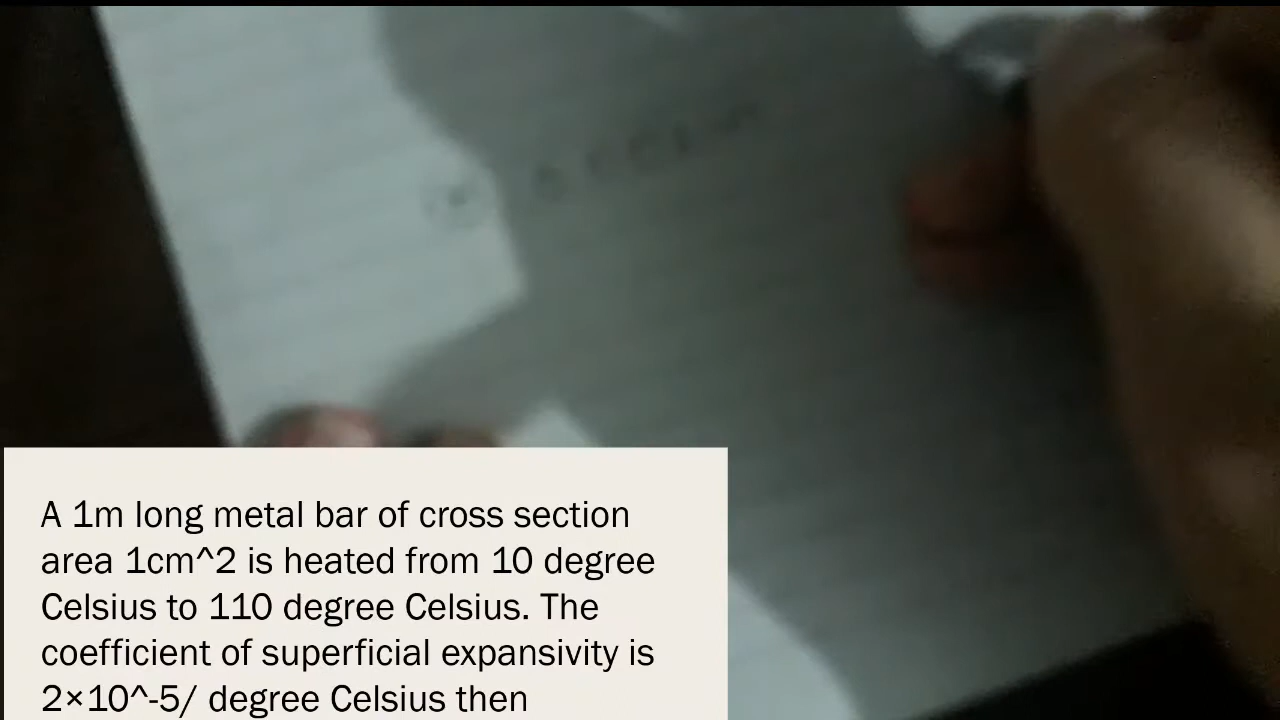 A 1m long metal bar of cross section
area 1cm^2 is heated from 10 degree
Celsius to 110 degree Celsius. The
coefficient of superficial expansivity is
2×10^-5/ degree Celsius then